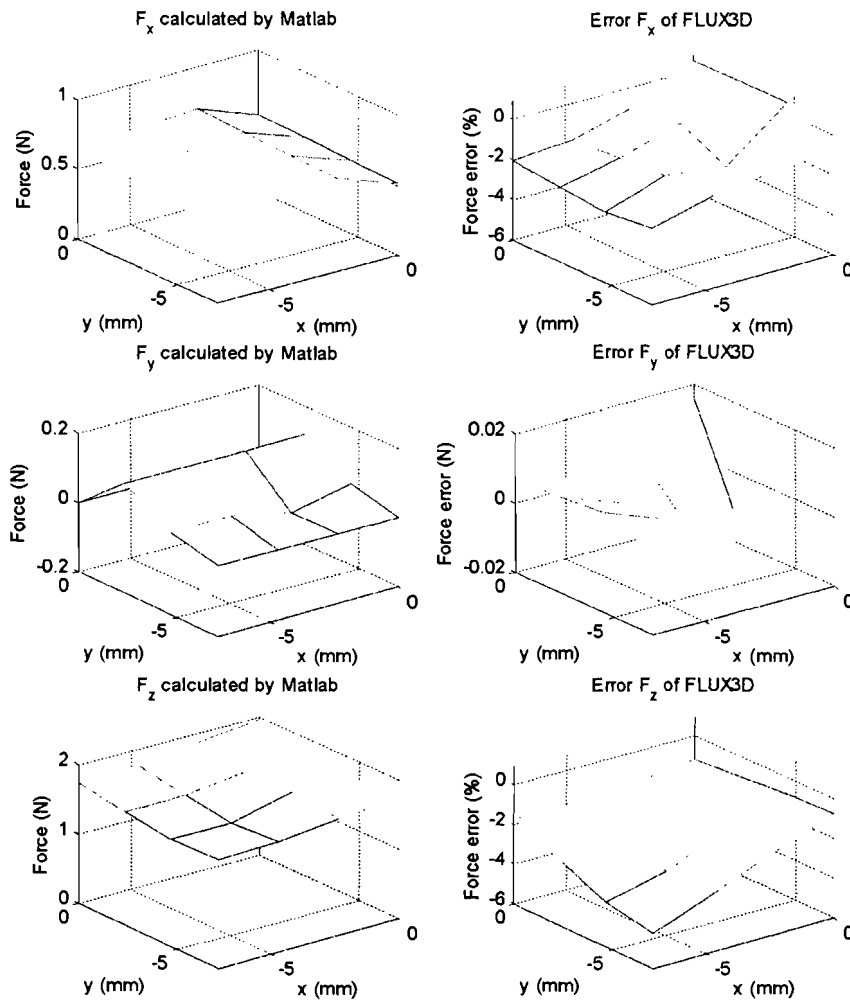 F_x calculated by Matlab
Error F_x of FLUX3D
Force (N)
1
0.5
0
0
-5
y (mm)
-5
0
x (mm)
Force error (%)
0
-2
-4
-6
0
-5
y (mm)
-5
0
x (mm)
F_y calculated by Matlab
Error F_y of FLUX3D
Force (N)
0.2
0
-0.2
0
-5
y (mm)
-5
0
x (mm)
Force error (N)
0.02
0
-0.02
0
-5
y (mm)
-5
0
x (mm)
F_z calculated by Matlab
Error F_z of FLUX3D
Force (N)
2
1
0
0
-5
y (mm)
-5
0
x (mm)
Force error (%)
0
-2
-4
-6
0
-5
y (mm)
-5
0
x (mm)